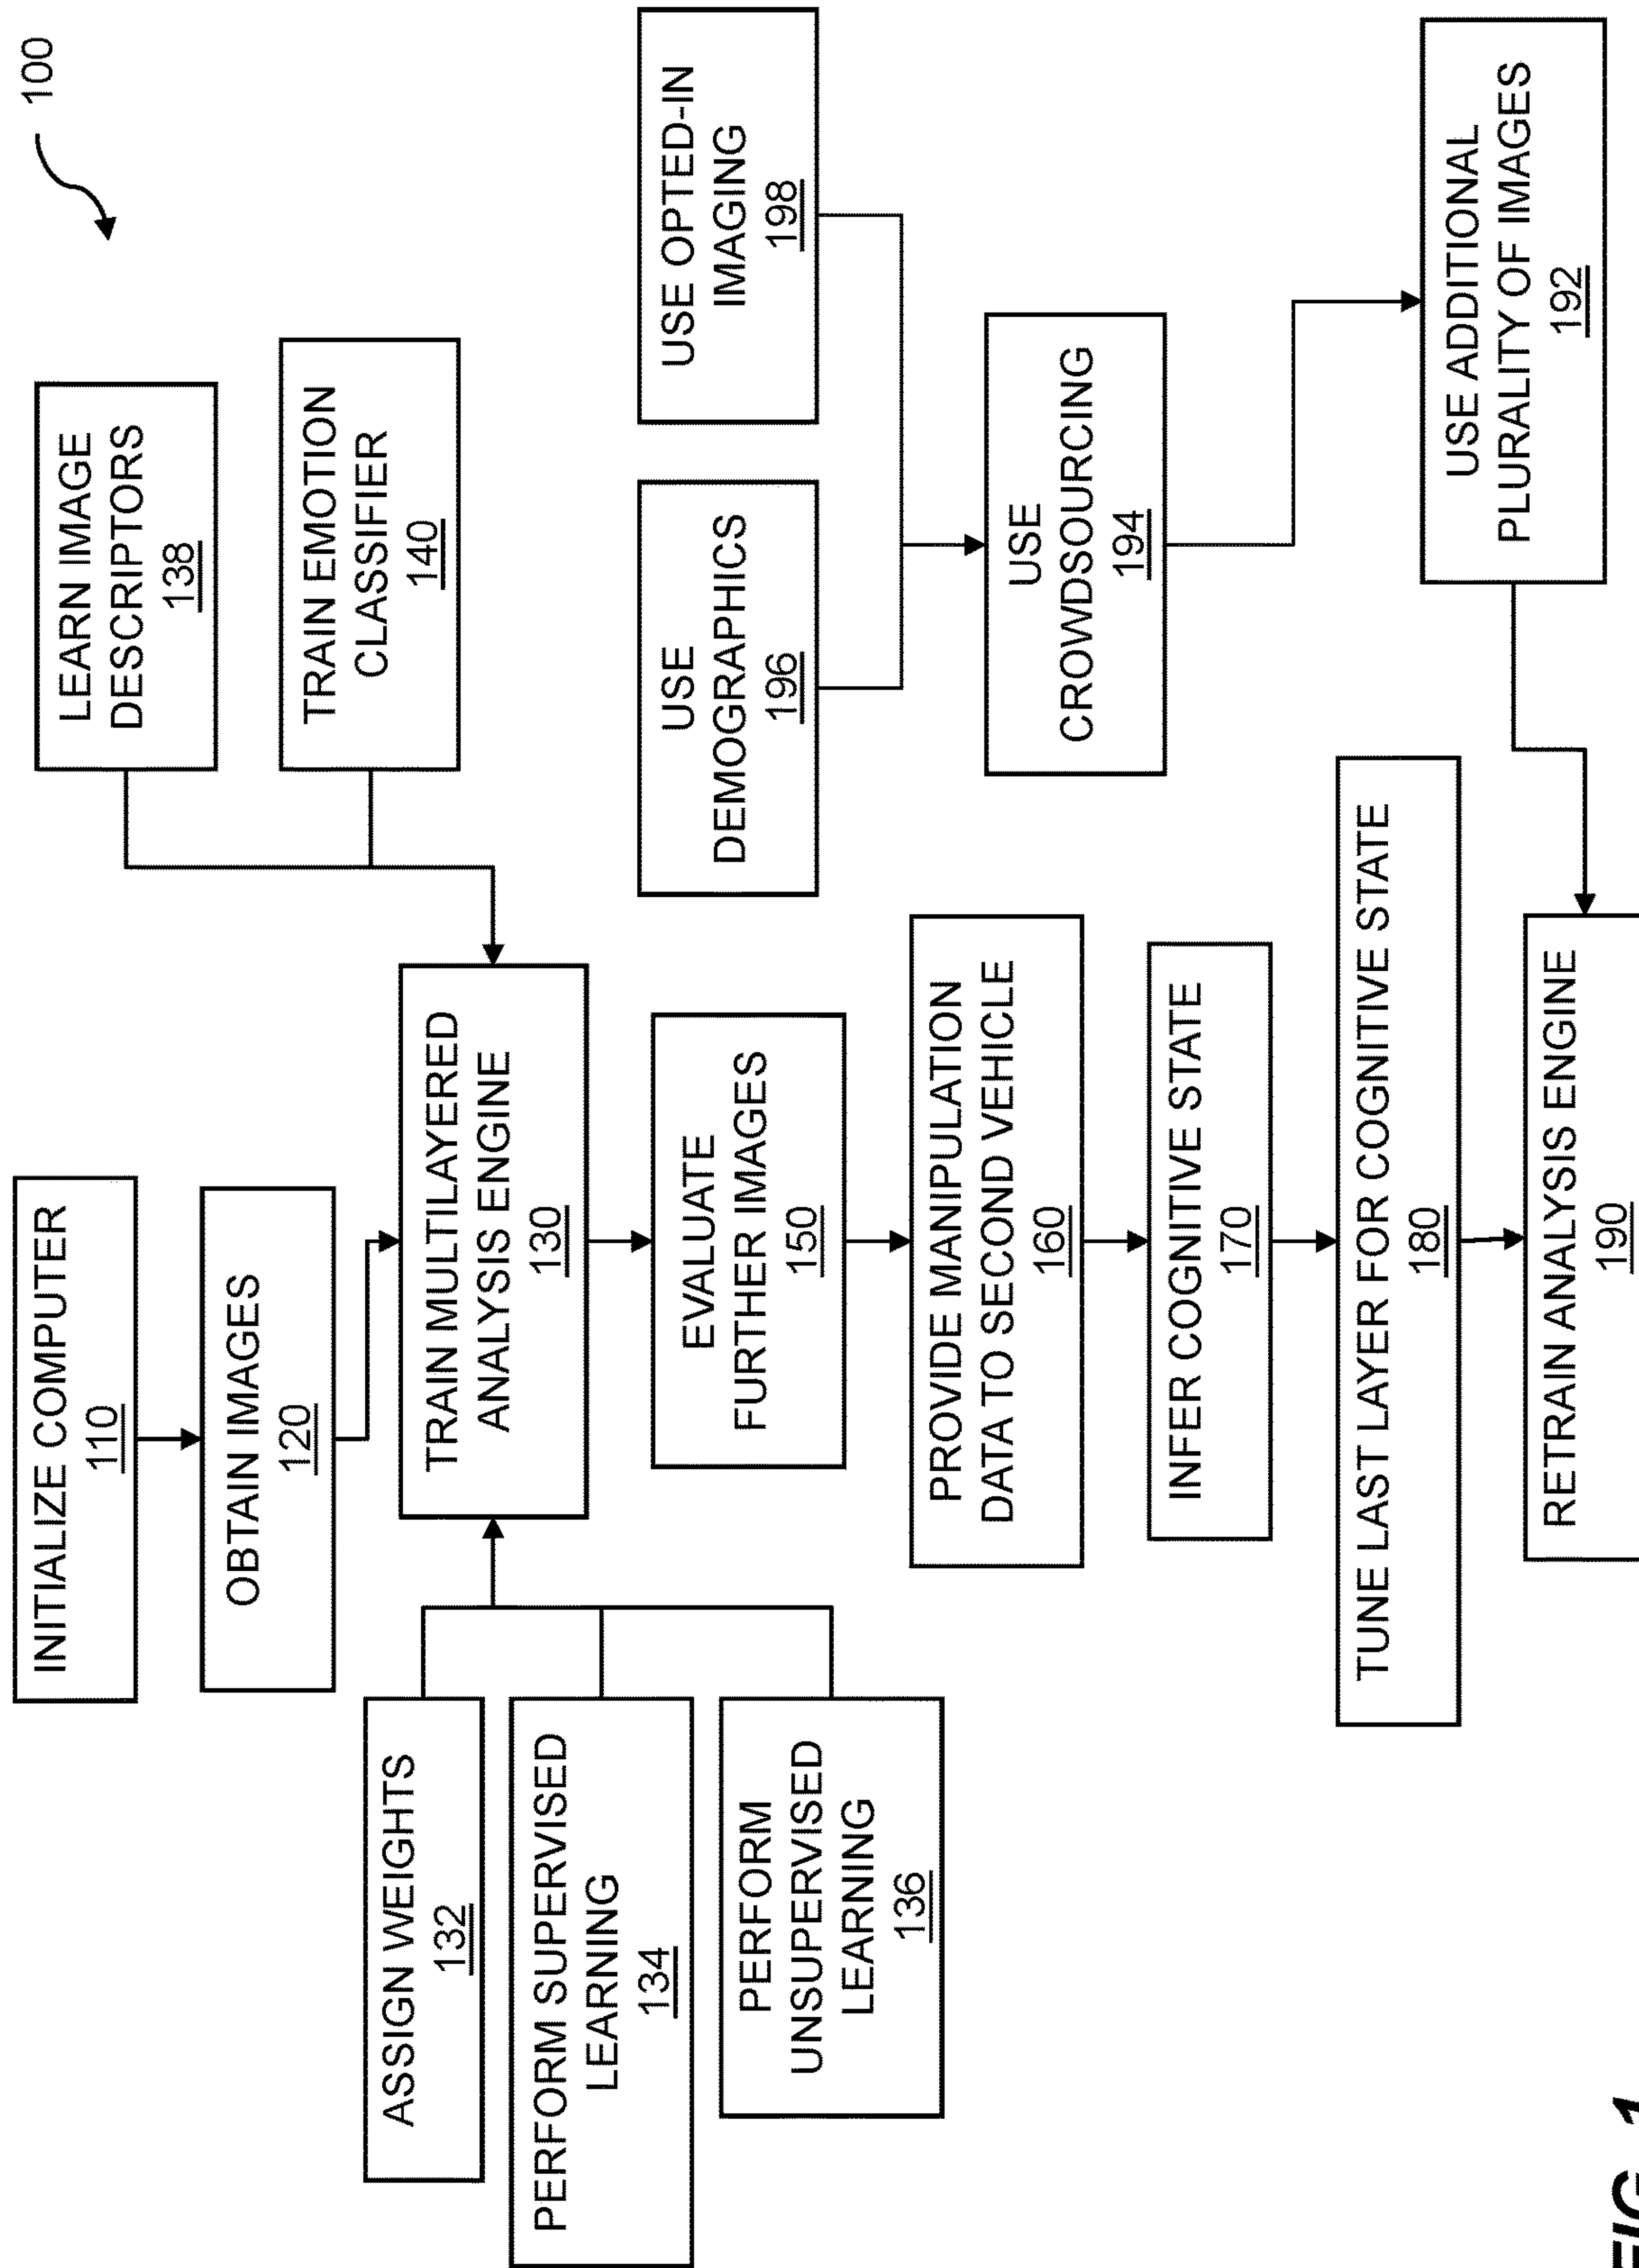 100
INITIALIZE COMPUTER
110
OBTAIN IMAGES
120
ASSIGN WEIGHTS
132
PERFORM SUPERVISED
LEARNING
134
PERFORM
UNSUPERVISED
LEARNING
136
LEARN IMAGE
DESCRIPTORS
138
TRAIN EMOTION
CLASSIFIER
140
TRAIN MULTILAYERED
ANALYSIS ENGINE
130
EVALUATE
FURTHER IMAGES
150
PROVIDE MANIPULATION
DATA TO SECOND VEHICLE
160
INFER COGNITIVE STATE
170
TUNE LAST LAYER FOR COGNITIVE STATE
180
RETRAIN ANALYSIS ENGINE
190
USE
DEMOGRAPHICS
196
USE OPTED-IN
IMAGING
198
USE
CROWDSOURCING
194
USE ADDITIONAL
PLURALITY OF IMAGES
192
FIG. 1